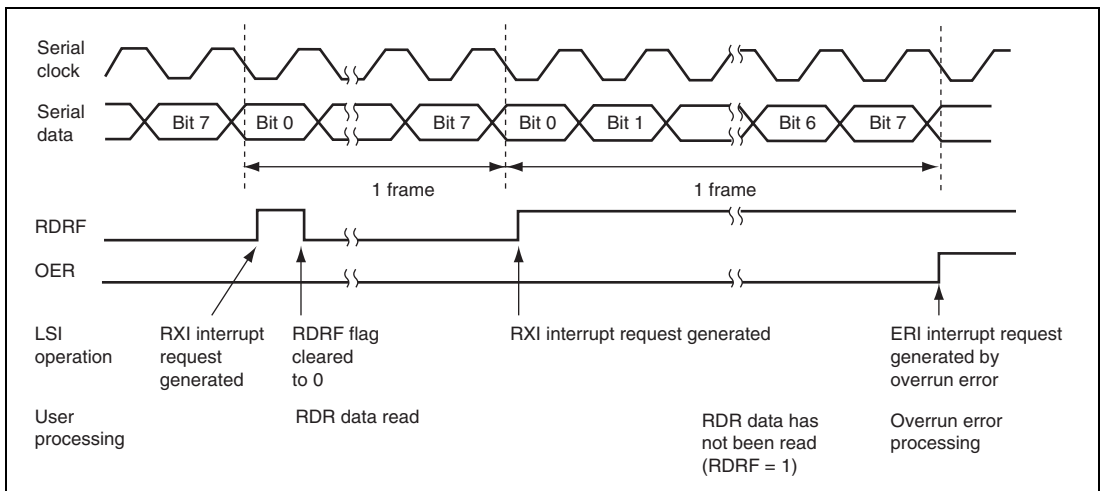 Serial
clock
Serial
data
Bit 7
Bit 0
Bit 7
Bit 0
Bit 1
Bit 6
Bit 7
1 frame
1 frame
RDRF
OER
LSI
operation
RXI interrupt
request
generated
RDRF flag
cleared
to 0
RXI interrupt request generated
ERI interrupt request
generated by
overrun error
User
processing
RDR data read
RDR data has
not been read
(RDRF = 1)
Overrun error
processing